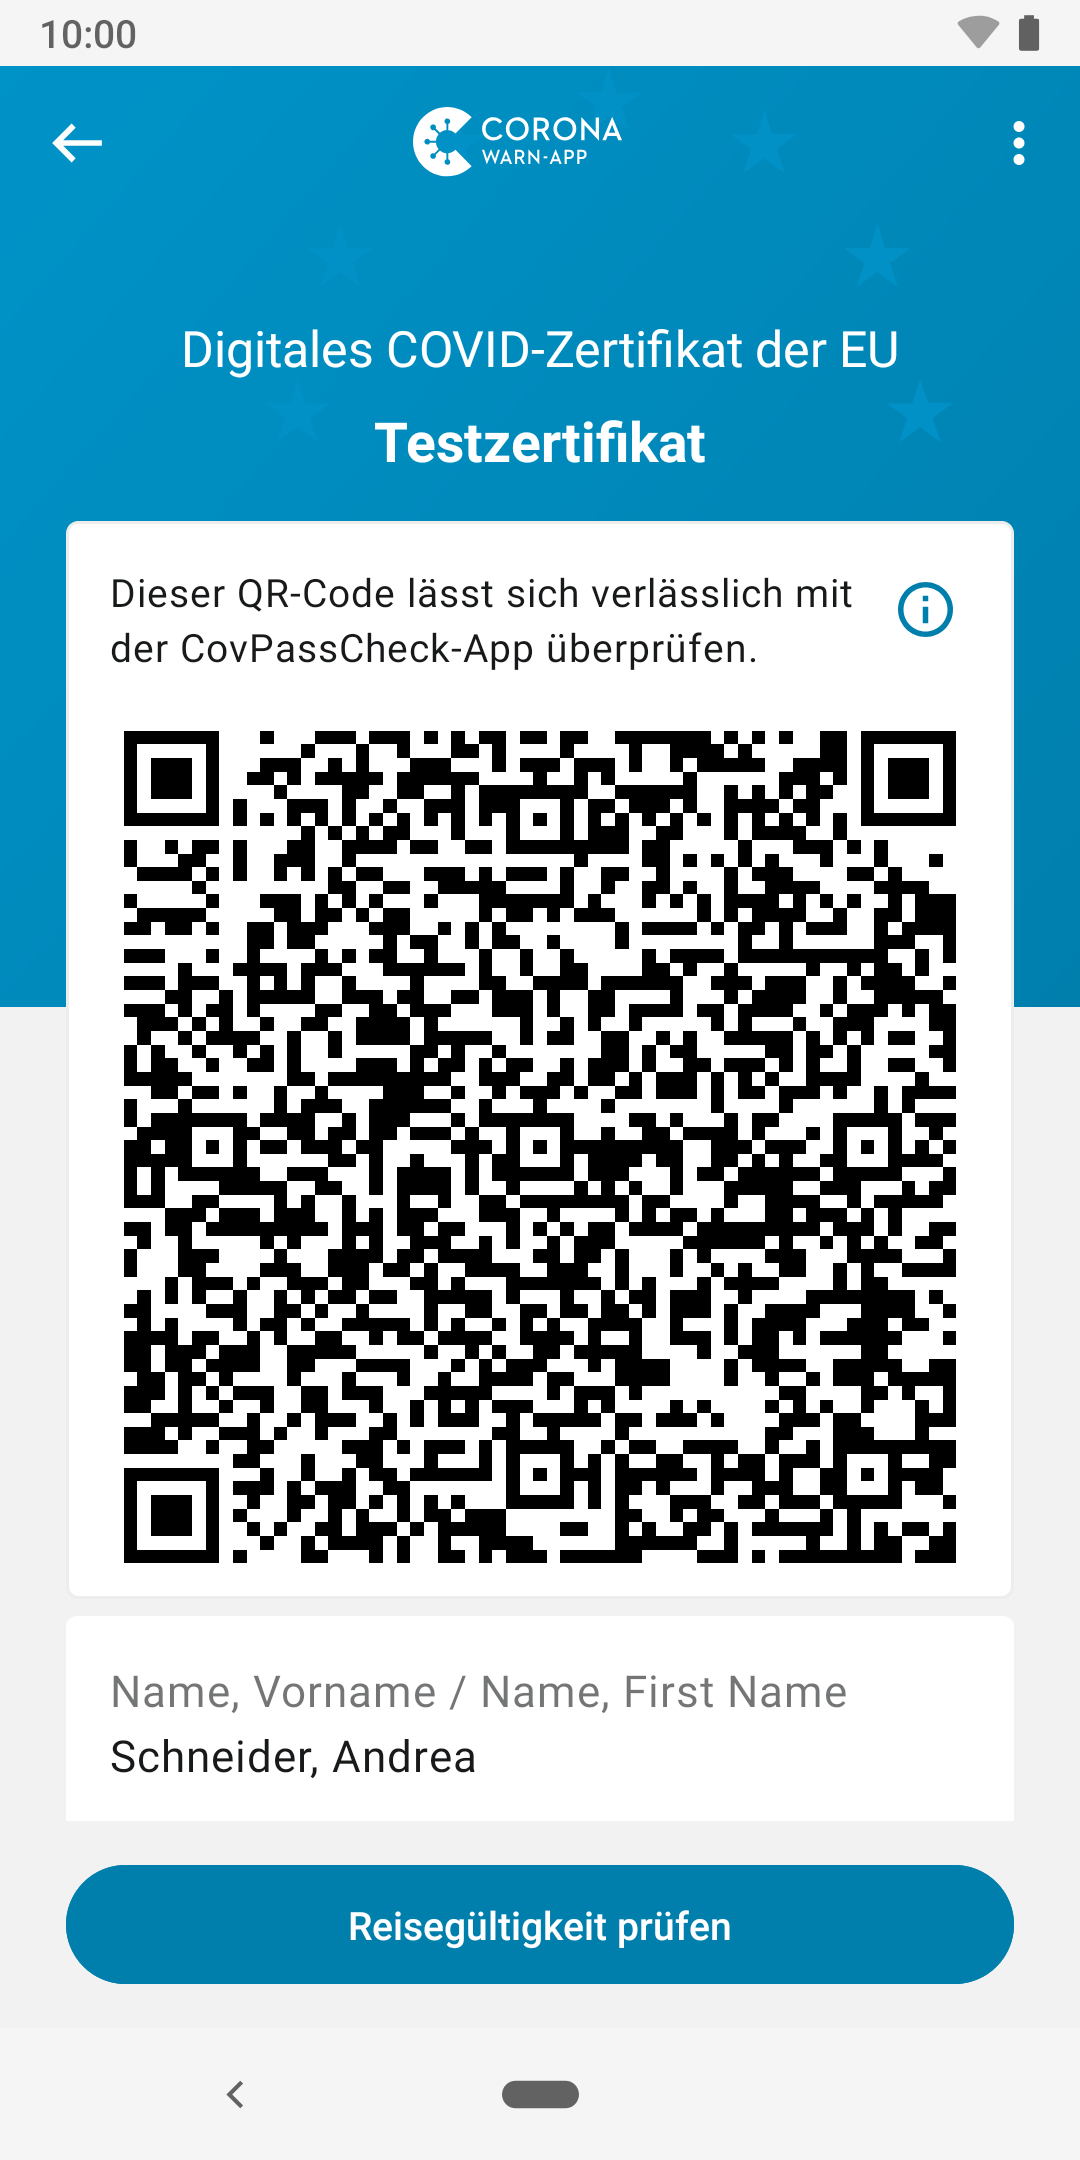 10:00
CORONA
WARN-APP
Digitales COVID-Zertifikat der EU
Testzertifikat
Dieser QR-Code lässt sich verlässlich mit
der CovPassCheck-App überprüfen.
Name, Vorname / Name, First Name
Schneider, Andrea
Reisegültigkeit prüfen